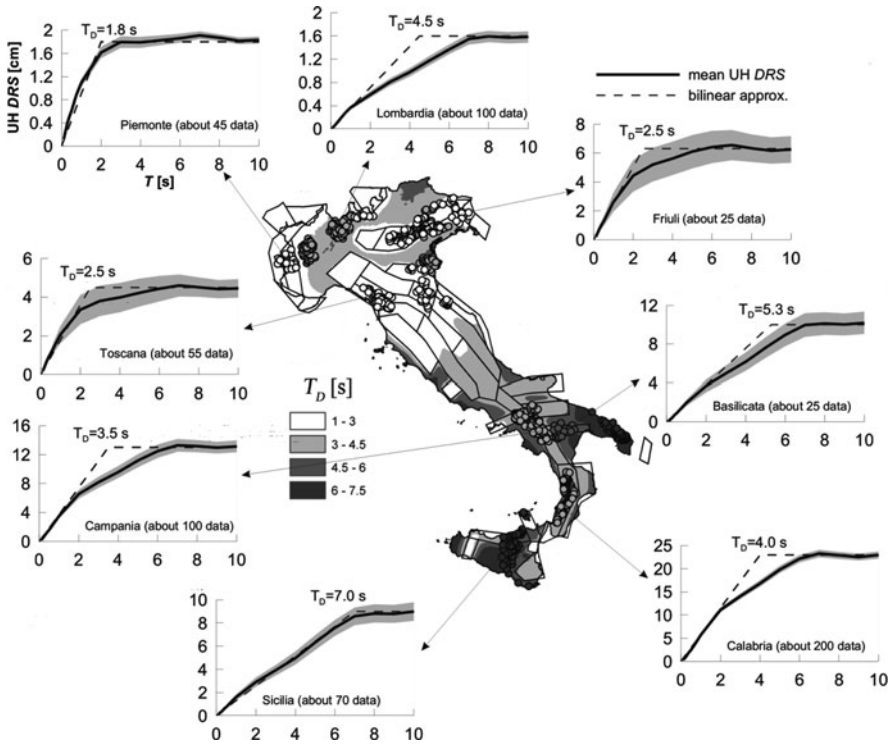 UH DRS [cm]
2
1.6
1.2
0.8
0.4
0
T_D=1.8 s
Piemonte (about 45 data)
0 2 4 6 8 10
T [s]
2
1.6
1.2
0.8
0.4
0
T_D=4.5 s
Lombardia (about 100 data)
0 2 4 6 8 10
mean UH DRS
bilinear approx.
8
6
4
2
0
T_D=2.5 s
Friuli (about 25 data)
0 2 4 6 8 10
6
4
2
0
T_D=2.5 s
Toscana (about 55 data)
0 2 4 6 8 10
12
8
4
0
T_D=5.3 s
Basilicata (about 25 data)
0 2 4 6 8 10
T_D [s]
1 - 3
3 - 4.5
4.5 - 6
6 - 7.5
16
12
8
4
0
T_D=3.5 s
Campania (about 100 data)
0 2 4 6 8 10
25
20
15
10
5
0
T_D=4.0 s
Calabria (about 200 data)
0 2 4 6 8 10
10
8
6
4
2
0
T_D=7.0 s
Sicilia (about 70 data)
0 2 4 6 8 10